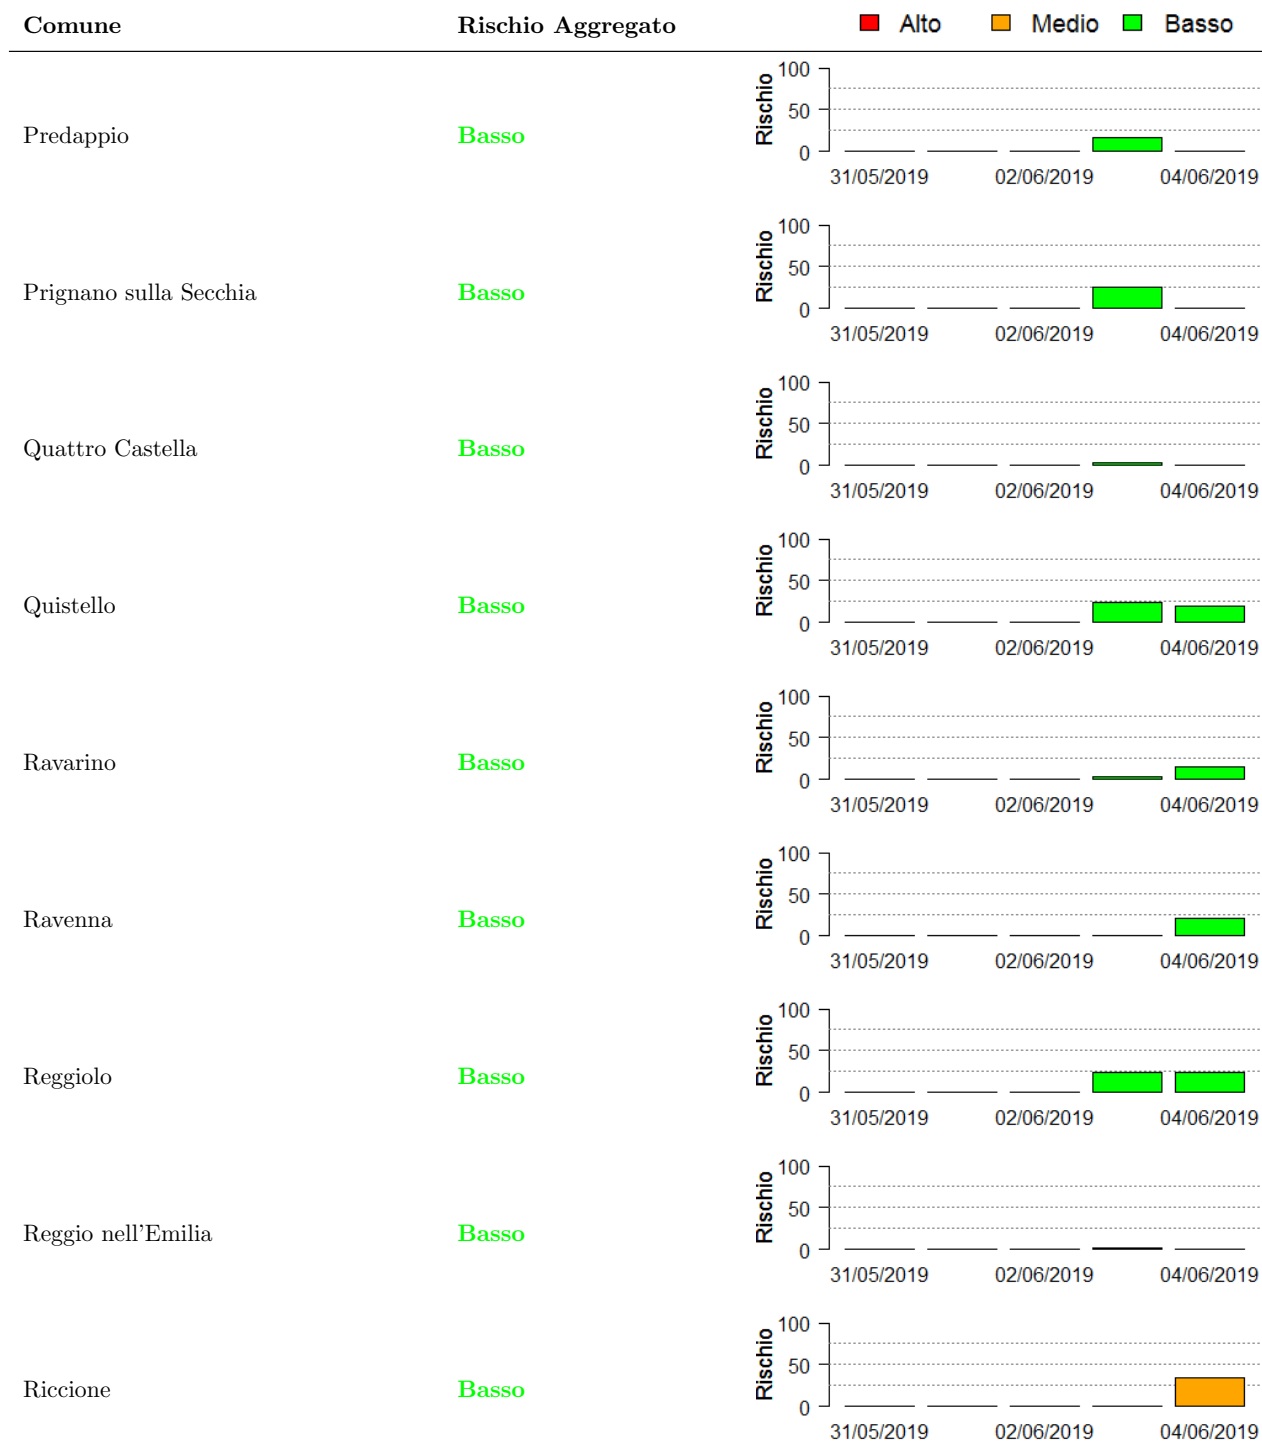 Comune Rischio Aggregato Alto Medio Basso
Predappio Basso Rischio 100 50 0
31/05/2019 02/06/2019 04/06/2019
Prignano sulla Secchia Basso Rischio 100 50 0
31/05/2019 02/06/2019 04/06/2019
Quattro Castella Basso Rischio 100 50 0
31/05/2019 02/06/2019 04/06/2019
Quistello Basso Rischio 100 50 0
31/05/2019 02/06/2019 04/06/2019
Ravarino Basso Rischio 100 50 0
31/05/2019 02/06/2019 04/06/2019
Ravenna Basso Rischio 100 50 0
31/05/2019 02/06/2019 04/06/2019
Reggiolo Basso Rischio 100 50 0
31/05/2019 02/06/2019 04/06/2019
Reggio nell'Emilia Basso Rischio 100 50 0
31/05/2019 02/06/2019 04/06/2019
Riccione Basso Rischio 100 50 0
31/05/2019 02/06/2019 04/06/2019